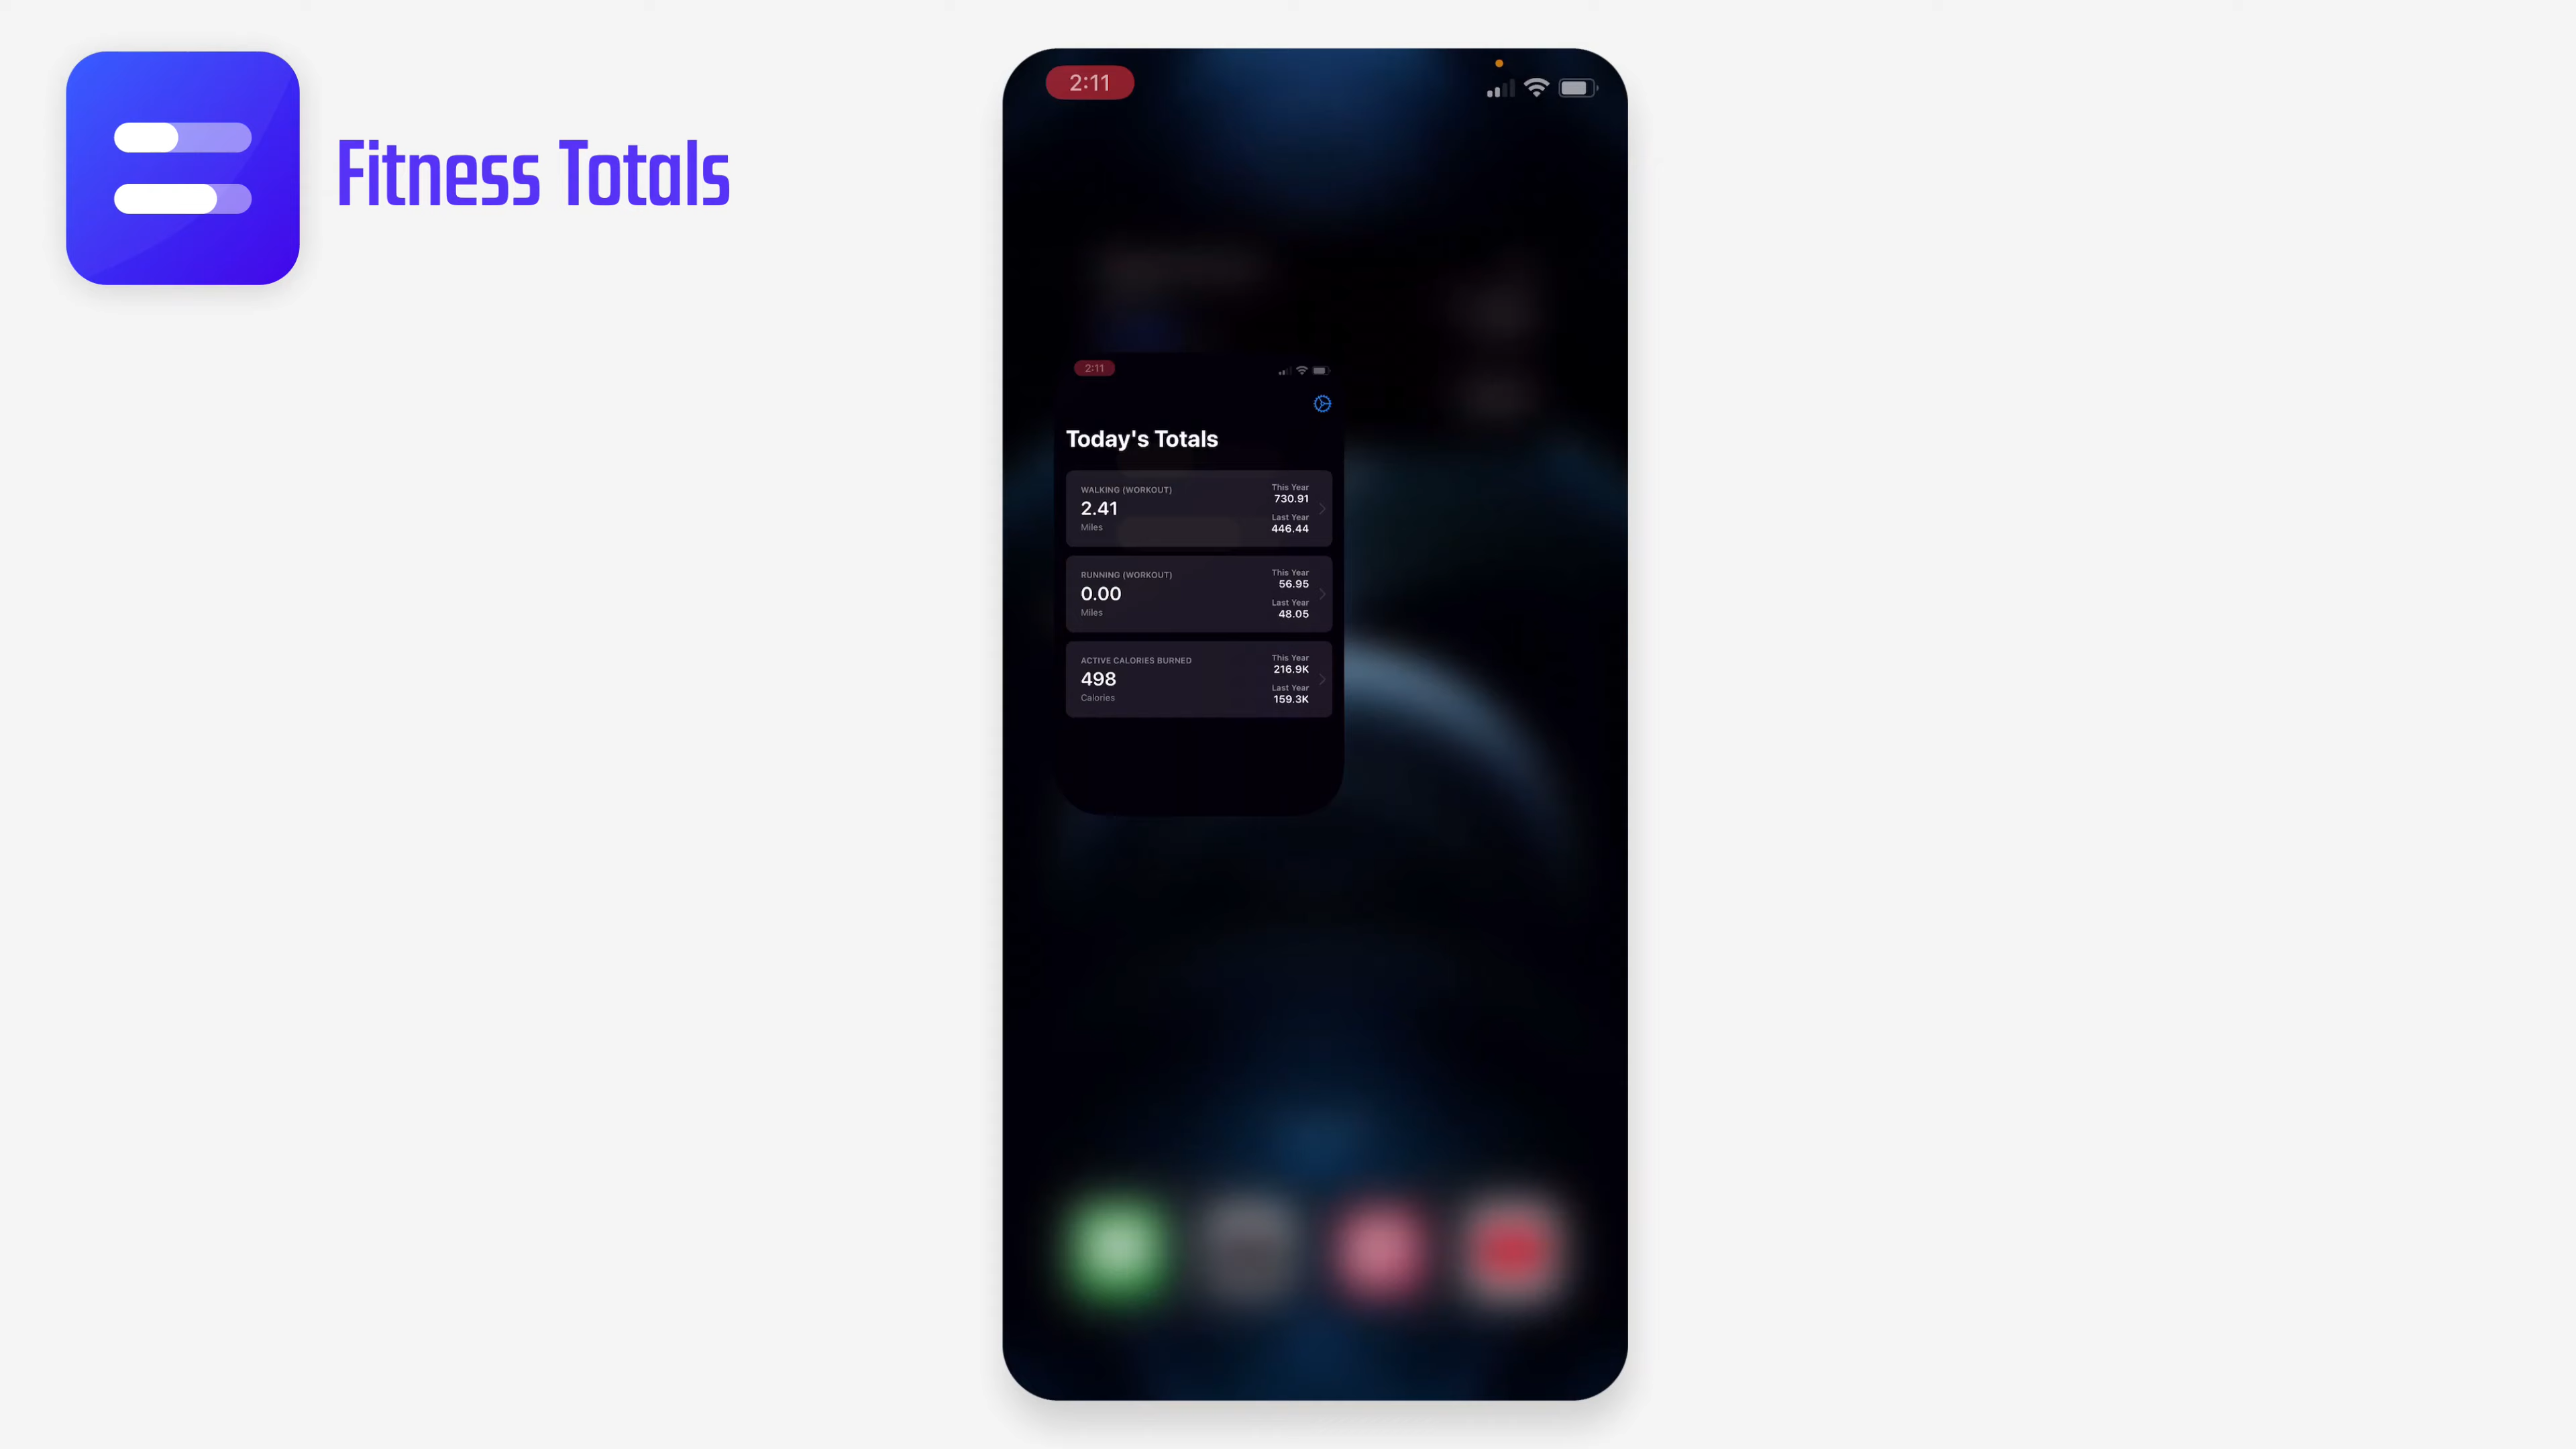 Fitness Totals
2:11
2:11
Today's Totals
WALKING (WORKOUT)
2.41
Miles
This Year
730.91
Last Year
446.44
RUNNING (WORKOUT)
0.00
Miles
This Year
56.95
Last Year
48.05
ACTIVE CALORIES BURNED
498
Calories
This Year
216.9K
Last Year
159.3K